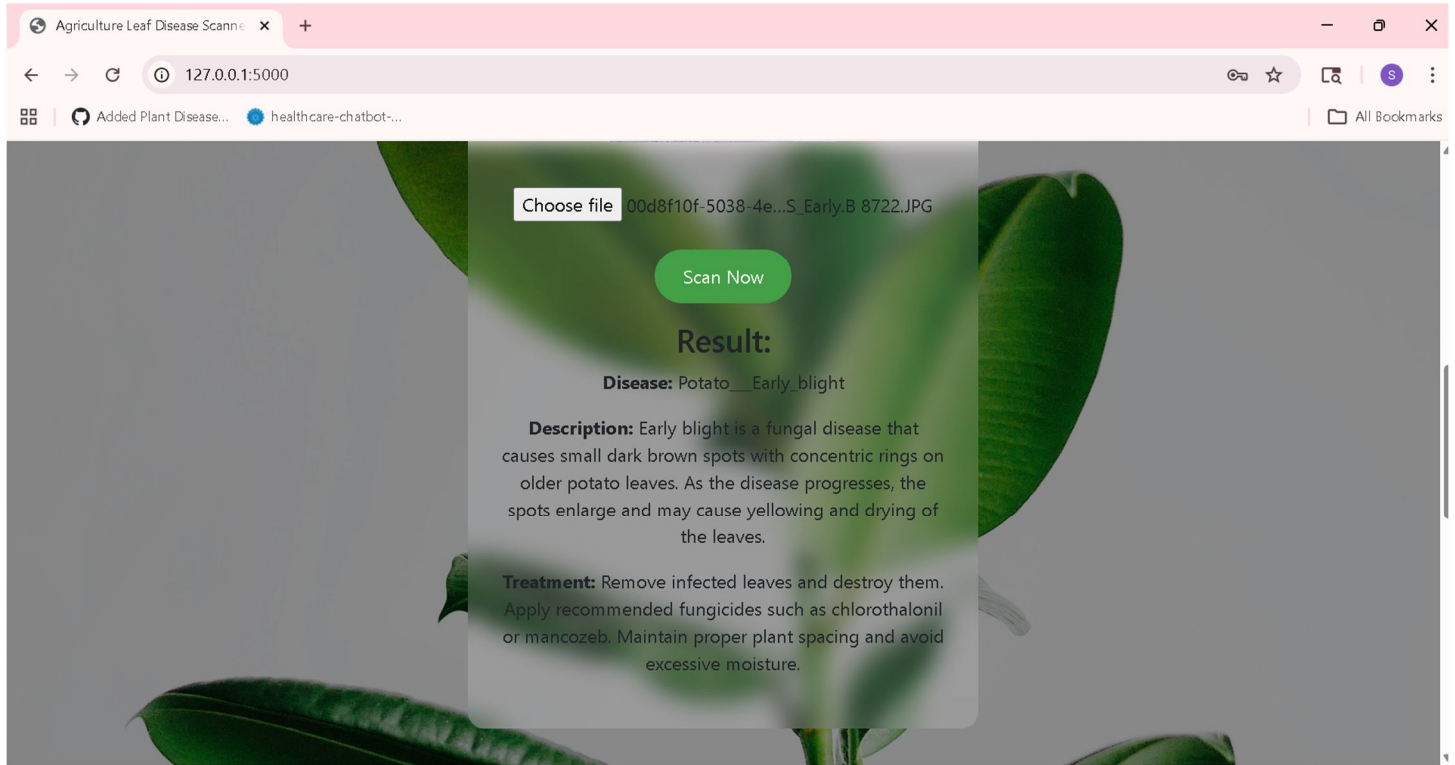 Agriculture Leaf Disease Scanne
127.0.0.1:5000
S
Added Plant Disease...
healthcare-chatbot-...
All Bookmarks
Choose file 00d8f10f-5038-4e...S_Early.B 8722.JPG
Scan Now
Result:
Disease: Potato___Early_blight
Description: Early blight is a fungal disease that
causes small dark brown spots with concentric rings on
older potato leaves. As the disease progresses, the
spots enlarge and may cause yellowing and drying of
the leaves.
Treatment: Remove infected leaves and destroy them.
Apply recommended fungicides such as chlorothalonil
or mancozeb. Maintain proper plant spacing and avoid
excessive moisture.